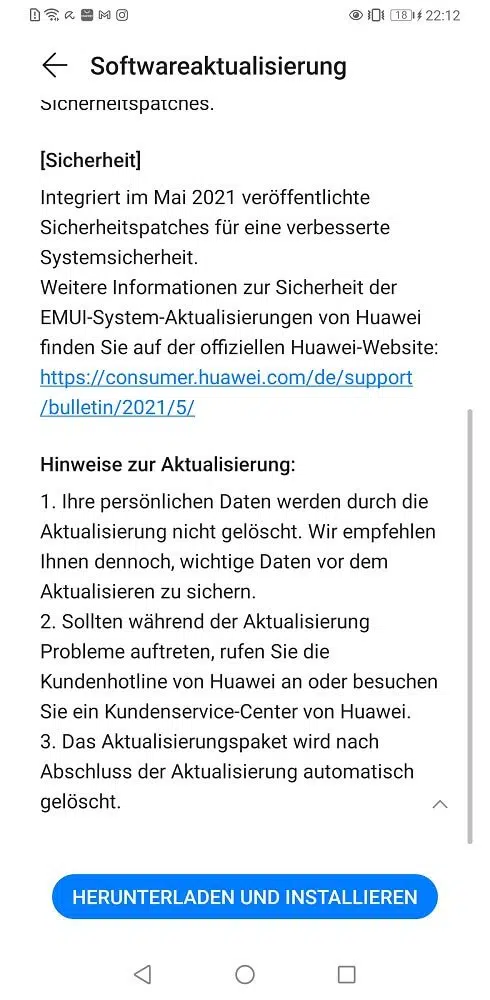 18 22:12
Softwareaktualisierung
Sicherheitspatches.
[Sicherheit]
Integriert im Mai 2021 veröffentlichte
Sicherheitspatches für eine verbesserte
Systemsicherheit.
Weitere Informationen zur Sicherheit der
EMUI-System-Aktualisierungen von Huawei
finden Sie auf der offiziellen Huawei-Website:
https://consumer.huawei.com/de/support
/bulletin/2021/5/
Hinweise zur Aktualisierung:
1. Ihre persönlichen Daten werden durch die
Aktualisierung nicht gelöscht. Wir empfehlen
Ihnen dennoch, wichtige Daten vor dem
Aktualisieren zu sichern.
2. Sollten während der Aktualisierung
Probleme auftreten, rufen Sie die
Kundenhotline von Huawei an oder besuchen
Sie ein Kundenservice-Center von Huawei.
3. Das Aktualisierungspaket wird nach
Abschluss der Aktualisierung automatisch
gelöscht.
HERUNTERLADEN UND INSTALLIEREN